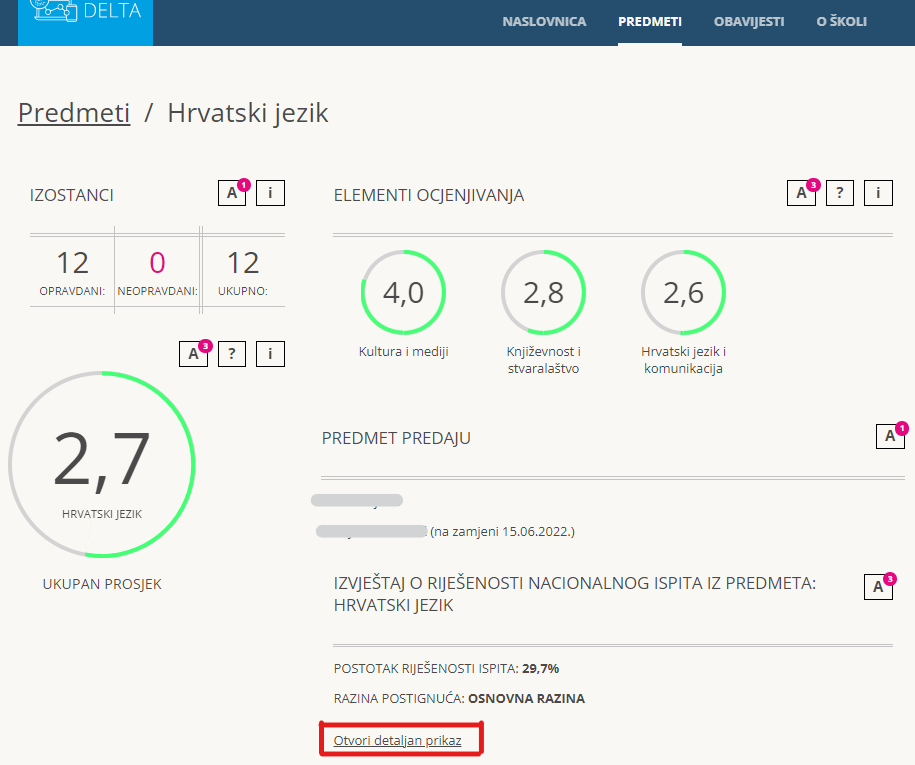 DELTA
NASLOVNICA PREDMETI OBAVIJESTI O ŠKOLI
Predmeti / Hrvatski jezik
IZOSTANCI A 1 i
12 0 12
OPRAVDANI: NEOPRAVDANI: UKUPNO:
A 3 ? i
2,7
HRVATSKI JEZIK
UKUPAN PROSJEK
ELEMENTI OCJENJIVANJA A 3 ? i
4,0 2,8 2,6
Kultura i mediji
Književnost i
stvaralaštvo
Hrvatski jezik i
komunikacija
PREDMET PREDAJU A 1
(na zamjeni 15.06.2022.)
IZVJEŠTAJ O RIJEŠENOSTI NACIONALNOG ISPITA IZ PREDMETA: A 3
HRVATSKI JEZIK
POSTOTAK RIJEŠENOSTI ISPITA: 29,7%
RAZINA POSTIGNUĆA: OSNOVNA RAZINA
Otvori detaljan prikaz